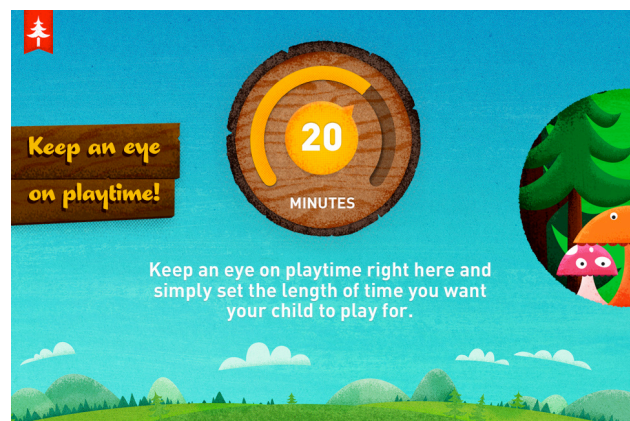 Keep an eye
on playtime!
20
MINUTES
Keep an eye on playtime right here and
simply set the length of time you want
your child to play for.